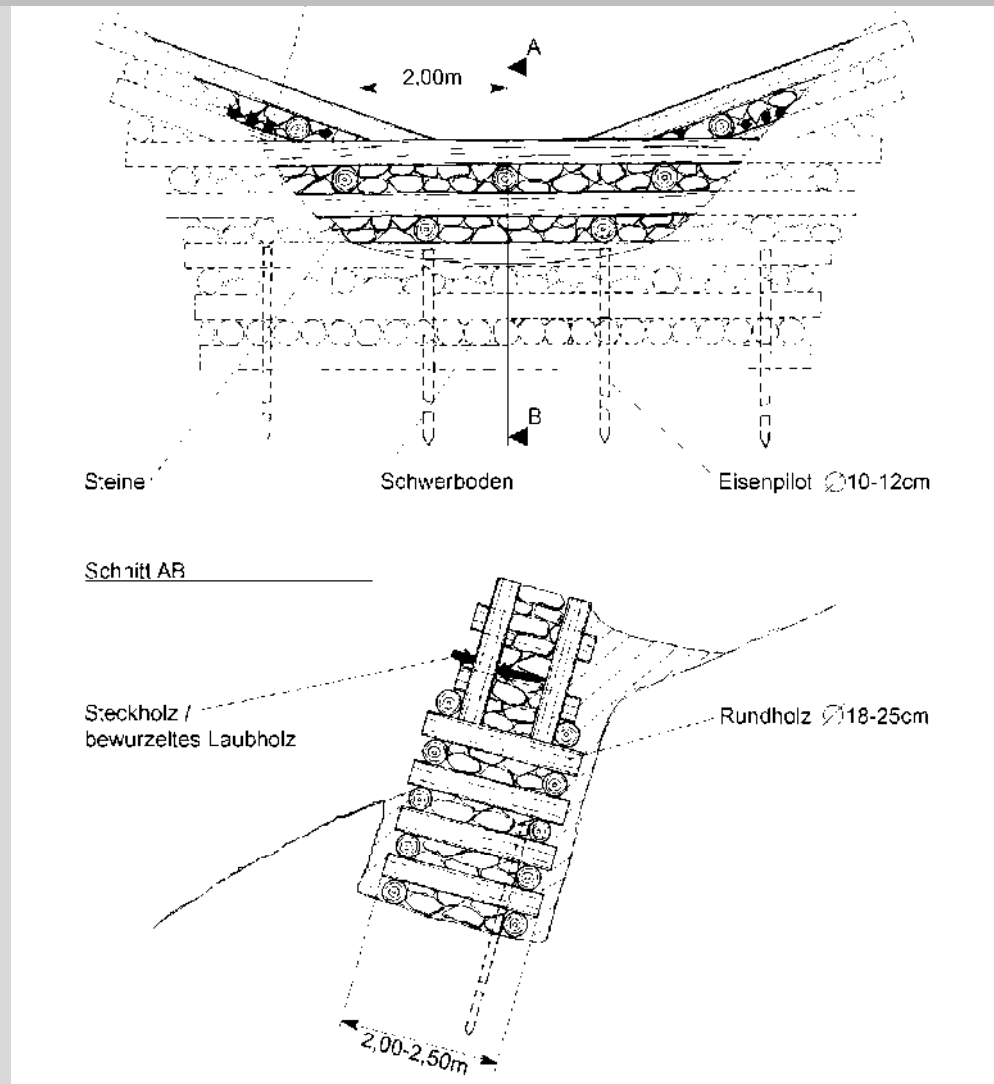 A
2,00m
B
Steine
Schwerboden
Eisenpilot ∅10-12cm
Schnitt AB
Steckholz /
bewurzeltes Laubholz
Rundholz ∅18-25cm
2,00-2,50m